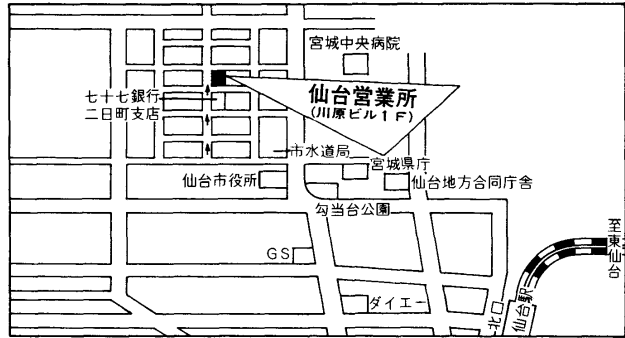 宮城中央病院
仙台営業所
(川原ビル1F)
七十七銀行
二日町支店
市水道局
宮城県庁
仙台市役所
仙台地方合同庁舎
勾当台公園
至東仙台
GS
ダイエー
北口
仙台駅